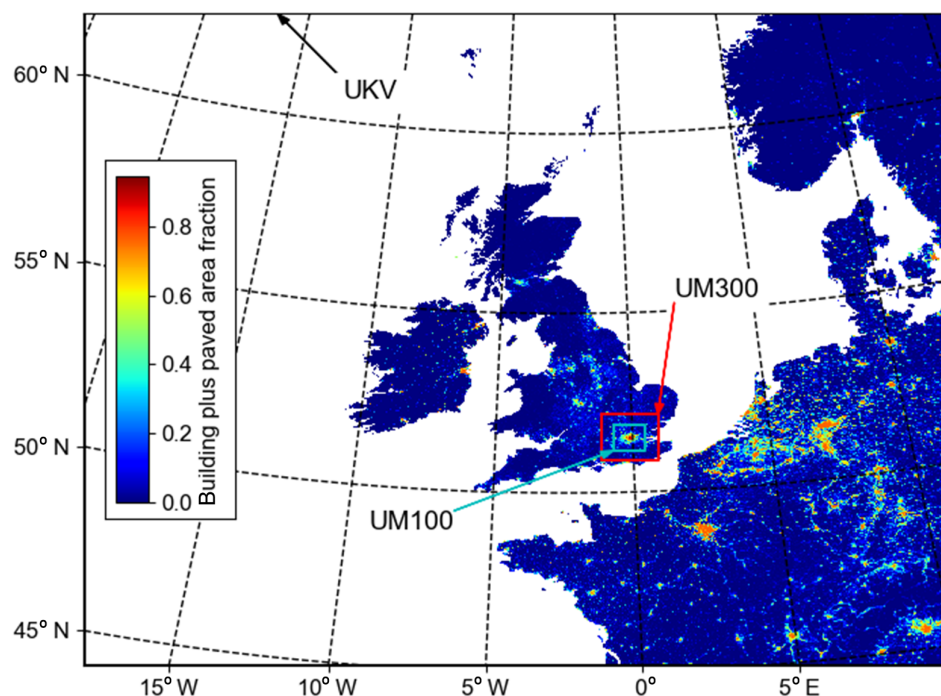 60° N
UKV
Building plus paved area fraction
0.8
0.6
0.4
0.2
0.0
55° N
UM300
50° N
UM100
45° N
15° W
10° W
5° W
0°
5° E